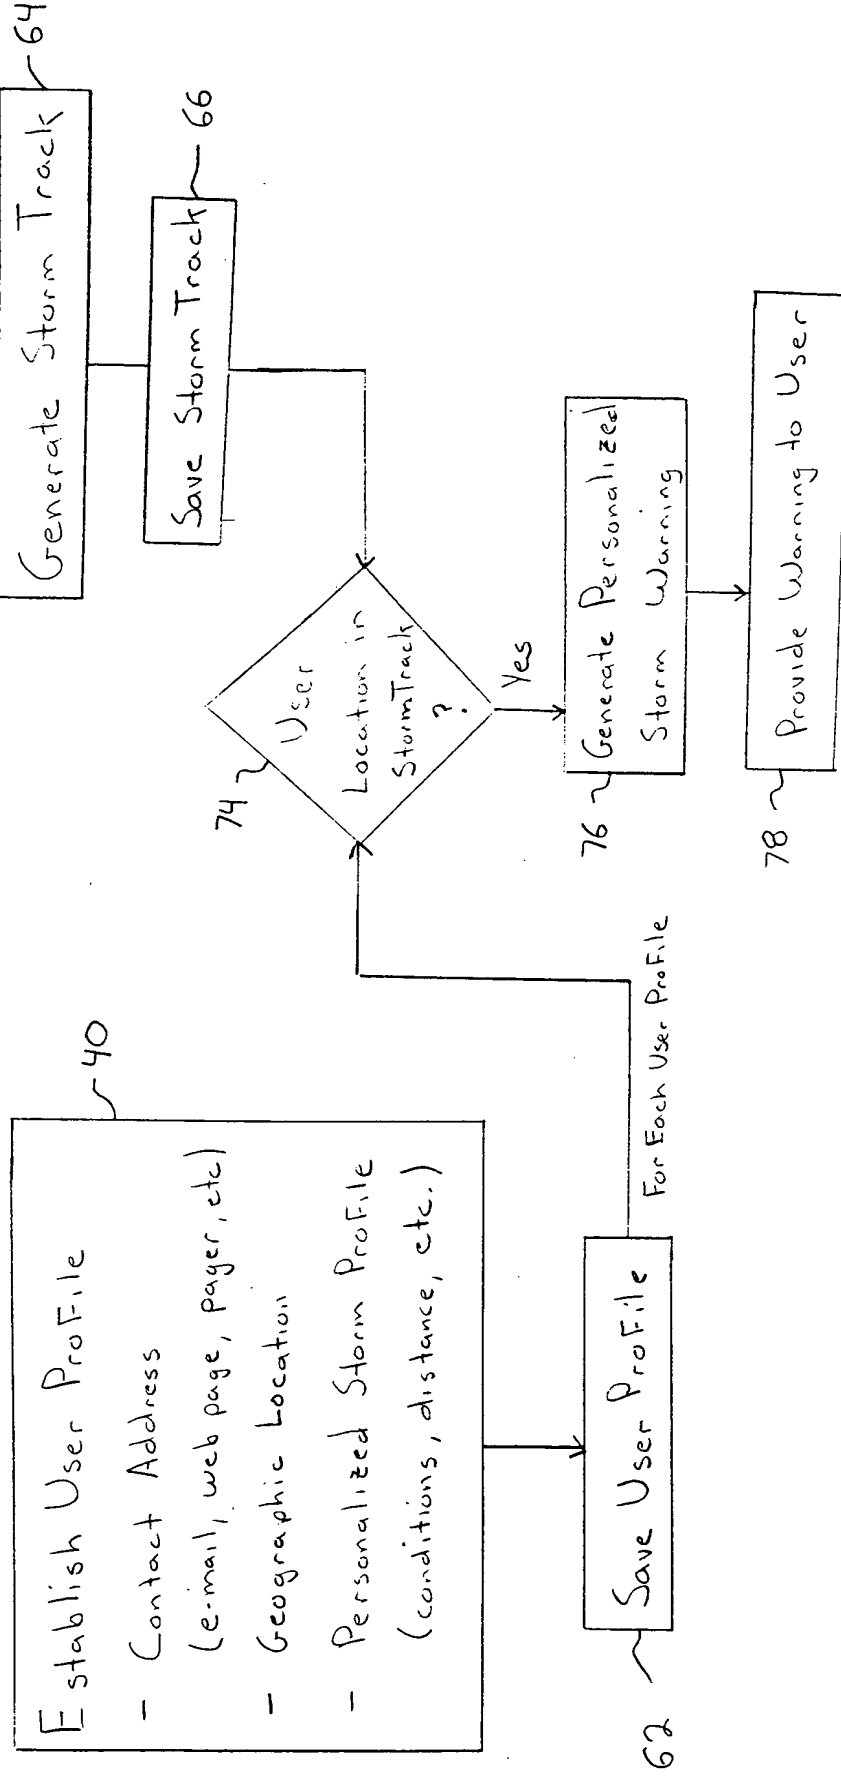 Establish User Profile
- Contact Address
(e-mail, web page, pager, etc)
- Geographic Location
- Personalized Storm Profile
(conditions, distance, etc.)
40
Save User Profile
62
For Each User Profile
Generate Storm Track
64
Save Storm Track
66
User
Location in
Storm Track
?
74
Yes
Generate Personalized
Storm Warning
76
Provide Warning to User
78